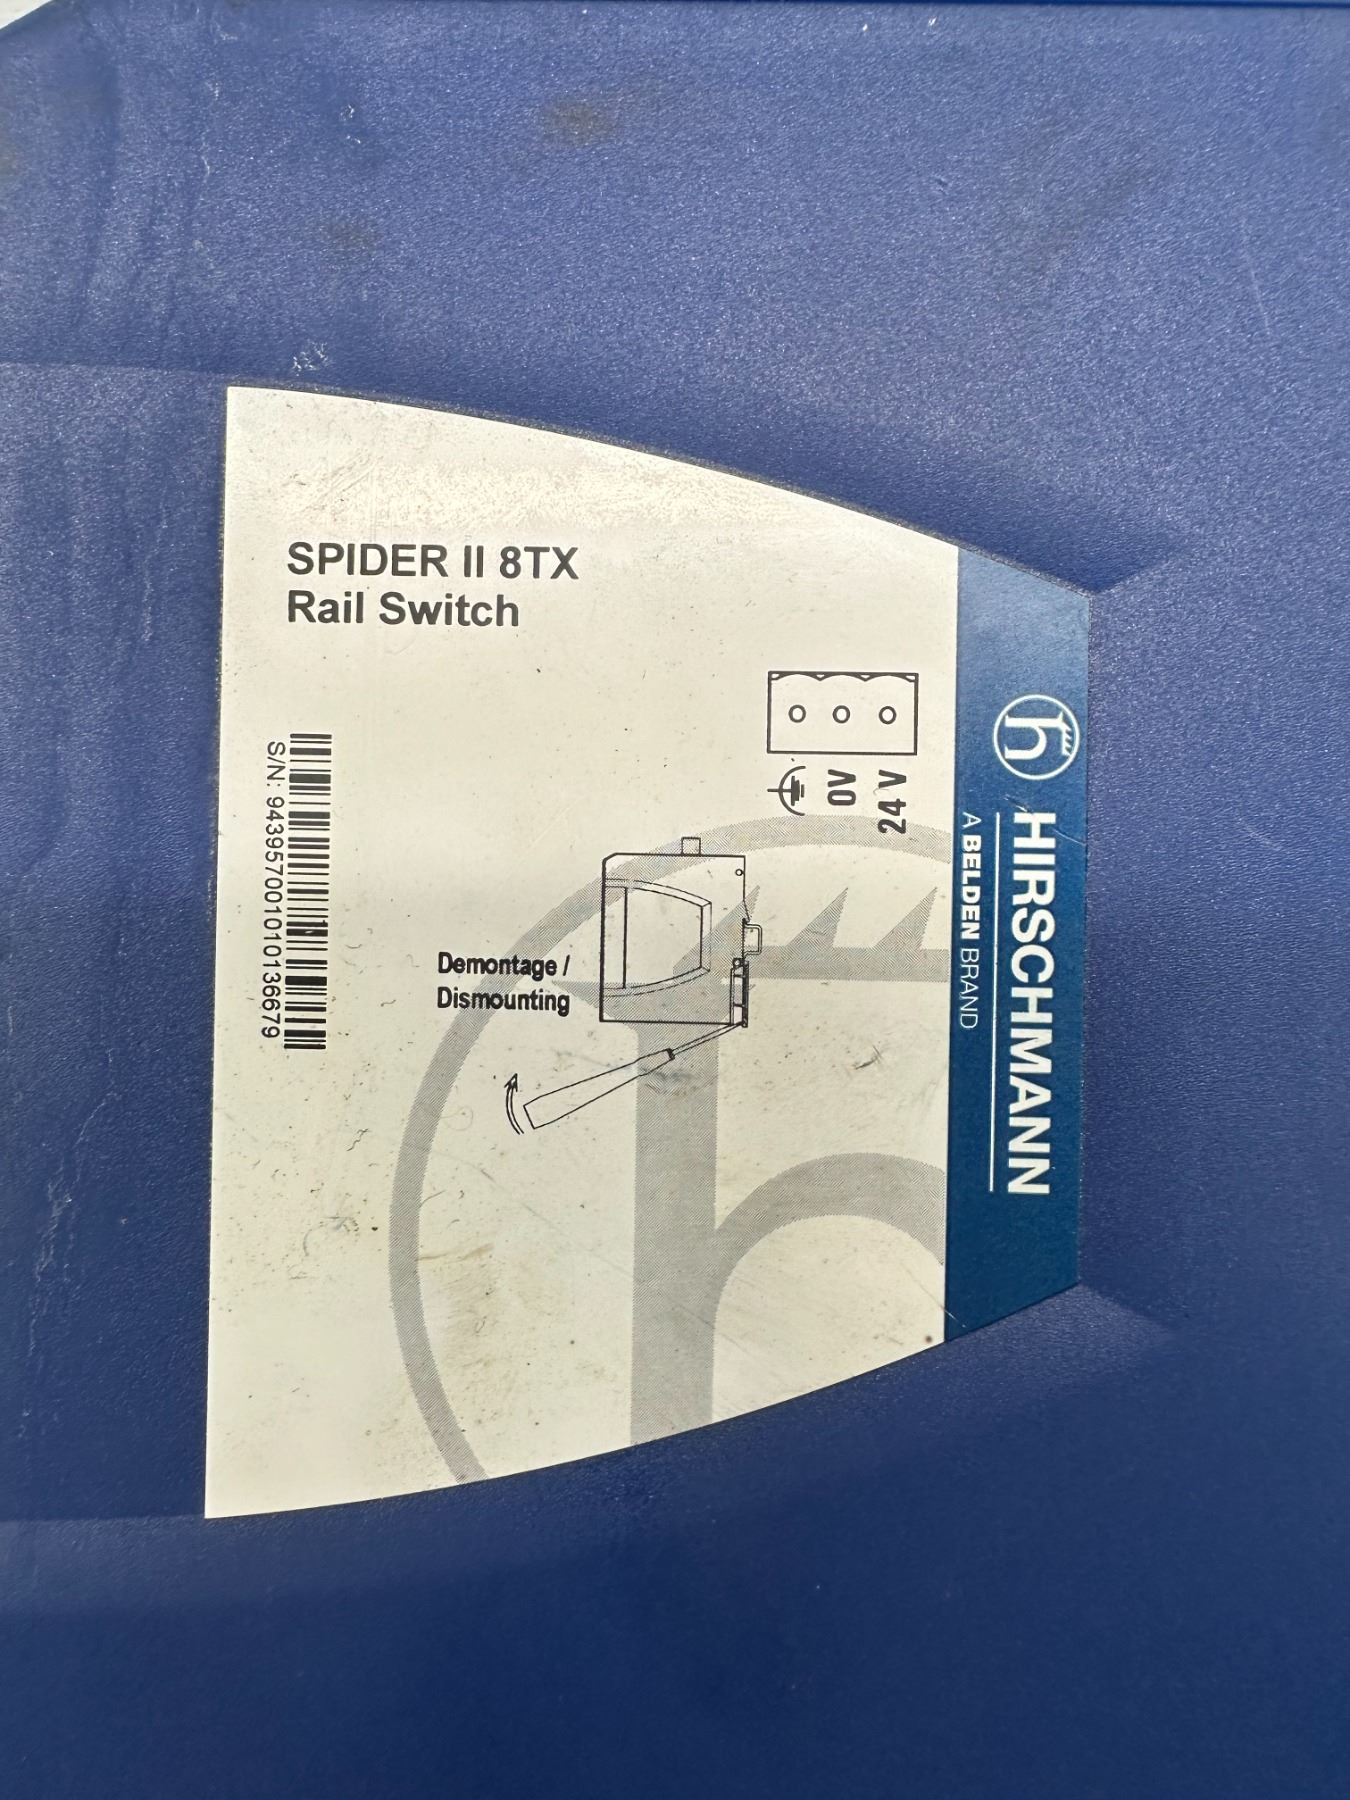 SPIDER II 8TX
Rail Switch
24 V
0V
HIRSCHMANN
A BELDEN BRAND
Demontage /
Dismounting
S/N: 943957001010136679